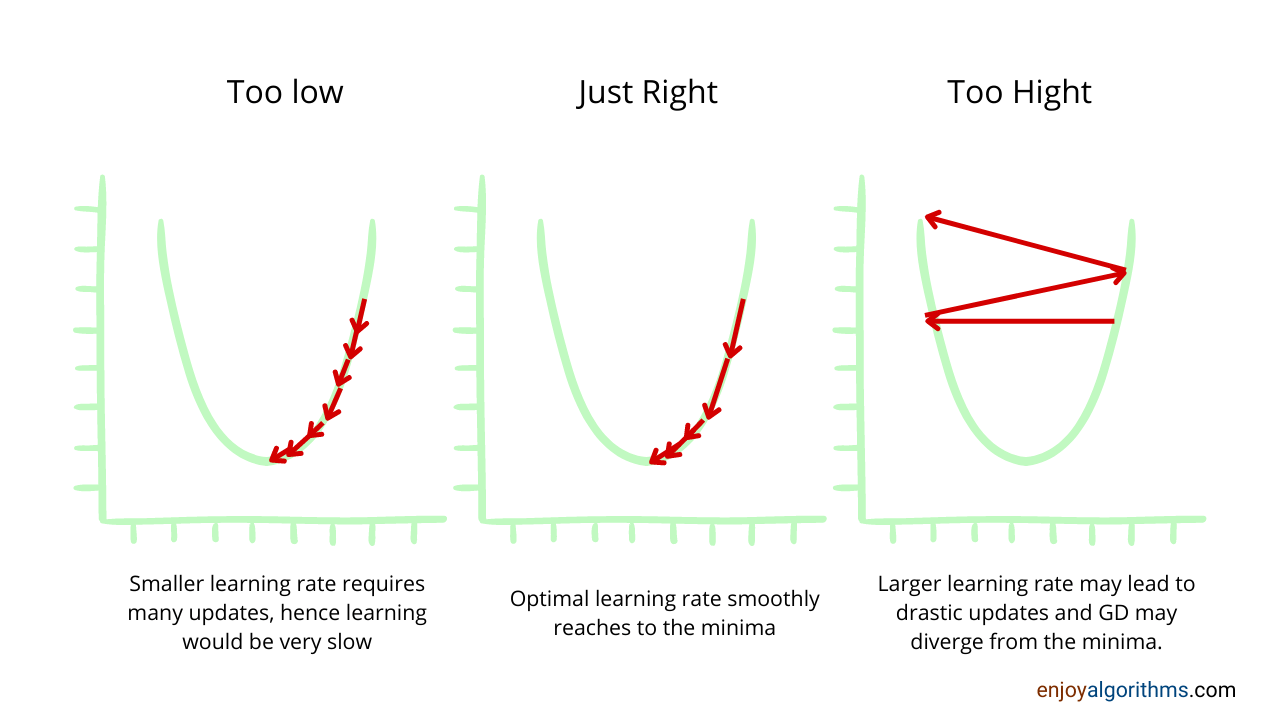 Too low
Just Right
Too Hight
Smaller learning rate requires
many updates, hence learning
would be very slow
Optimal learning rate smoothly
reaches to the minima
Larger learning rate may lead to
drastic updates and GD may
diverge from the minima.
enjoyalgorithms.com